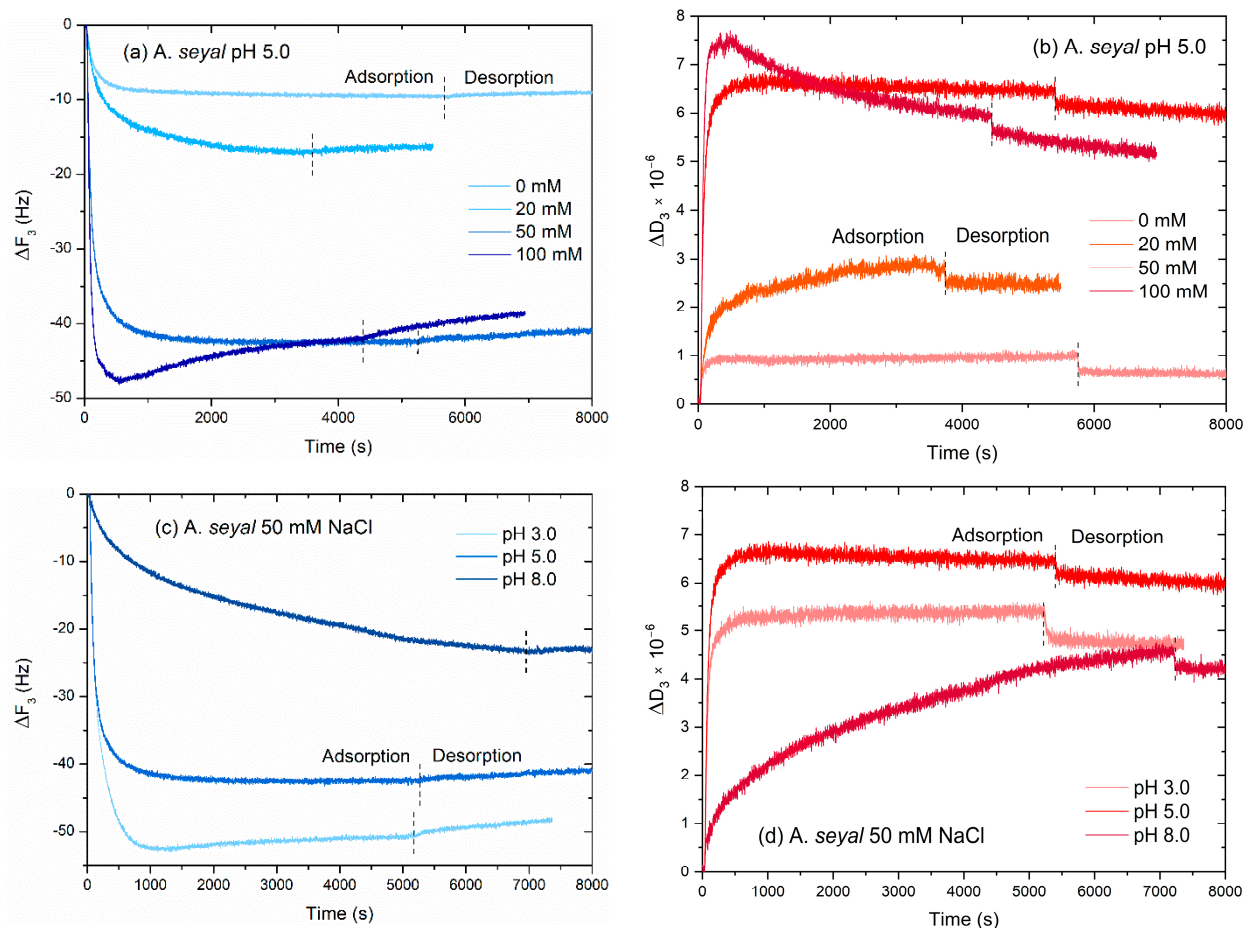 (a) A. seyal pH 5.0
Adsorption
Desorption
0 mM
20 mM
50 mM
100 mM
0
-10
-20
-30
-40
-50
ΔF₃ (Hz)
0
2000
4000
6000
8000
Time (s)
(b) A. seyal pH 5.0
Adsorption
Desorption
0 mM
20 mM
50 mM
100 mM
8
7
6
5
4
3
2
1
0
ΔD₃ × 10⁻⁶
0
2000
4000
6000
8000
Time (s)
(c) A. seyal 50 mM NaCl
pH 3.0
pH 5.0
pH 8.0
Adsorption
Desorption
0
-10
-20
-30
-40
-50
ΔF₃ (Hz)
0
1000
2000
3000
4000
5000
6000
7000
8000
Time (s)
Adsorption
Desorption
pH 3.0
pH 5.0
pH 8.0
(d) A. seyal 50 mM NaCl
8
7
6
5
4
3
2
1
0
ΔD₃ × 10⁻⁶
0
1000
2000
3000
4000
5000
6000
7000
8000
Time (s)